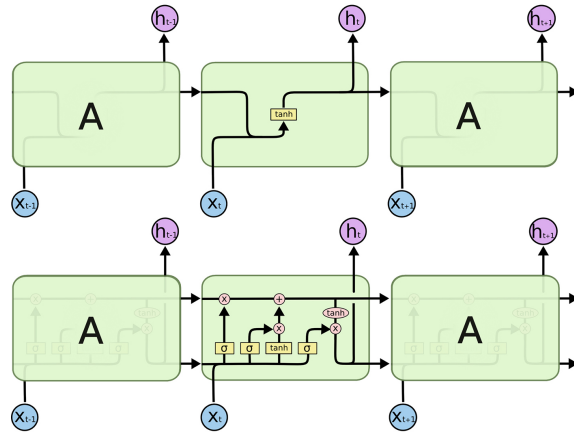 ht-1 ht ht+1
A tanh A
xt-1 xt xt+1
ht-1 ht ht+1
x + tanh
A x x A
σ σ tanh σ
xt-1 xt xt+1